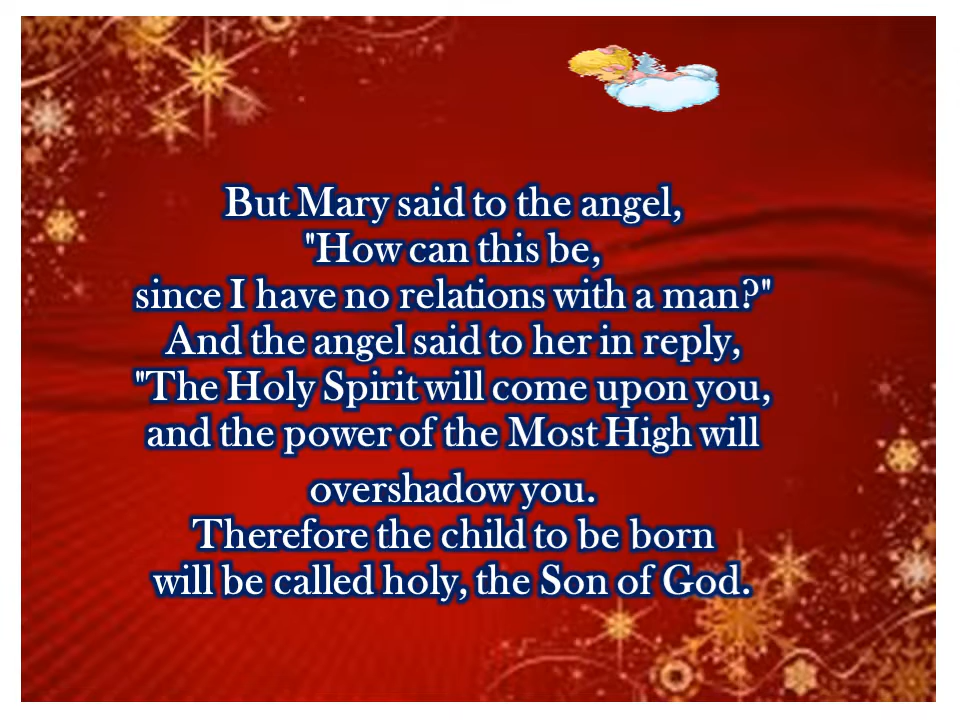 But Mary said to the angel,
"How can this be,
since I have no relations with a man?"
And the angel said to her in reply,
"The Holy Spirit will come upon you,
and the power of the Most High will
overshadow you.
Therefore the child to be born
will be called holy, the Son of God.